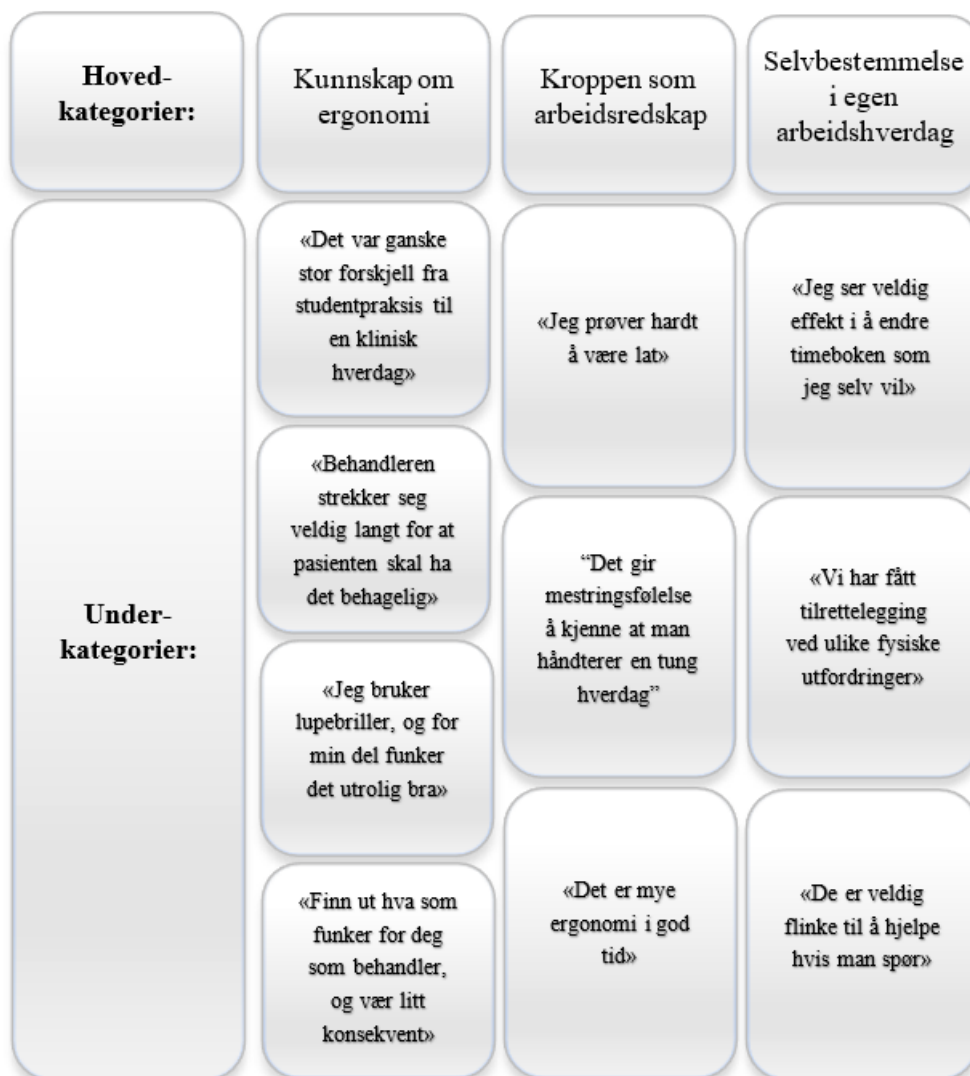 Hoved-
kategorier:
Kunnskap om
ergonomi
Kroppen som
arbeidsredskap
Selvbestemmelse
i egen
arbeidshverdag
Under-
kategorier:
«Det var ganske
stor forskjell fra
studentpraksis til
en klinisk
hverdag»
«Behandleren
strekker seg
veldig langt for at
pasienten skal ha
det behagelig»
«Jeg bruker
lupebriller, og for
min del funker
det utrolig bra»
«Finn ut hva som
funker for deg
som behandler,
og vær litt
konsekvent»
«Jeg prøver hardt
å være lat»
“Det gir
mestringsfølelse
å kjenne at man
håndterer en tung
hverdag”
«Det er mye
ergonomi i god
tid»
«Jeg ser veldig
effekt i å endre
timeboken som
jeg selv vil»
«Vi har fått
tilrettelegging
ved ulike fysiske
utfordringer»
«De er veldig
flinke til å hjelpe
hvis man spør»